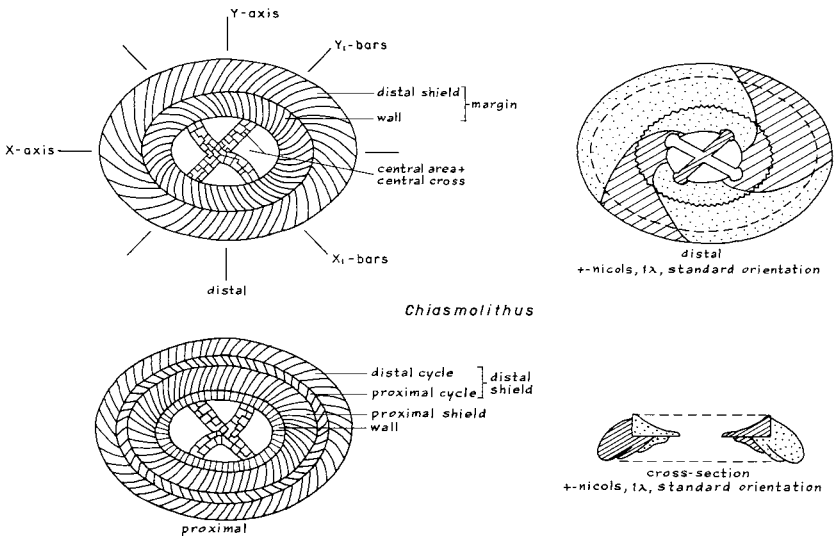 Y-axis
Y₁-bars
distal shield
margin
wall
X-axis
central area+
central cross
X₁-bars
distal
distal
+-nicols, 1λ, standard orientation
Chiasmolithus
distal cycle
distal
shield
proximal cycle
proximal shield
wall
proximal
cross-section
+-nicols, 1λ, standard orientation